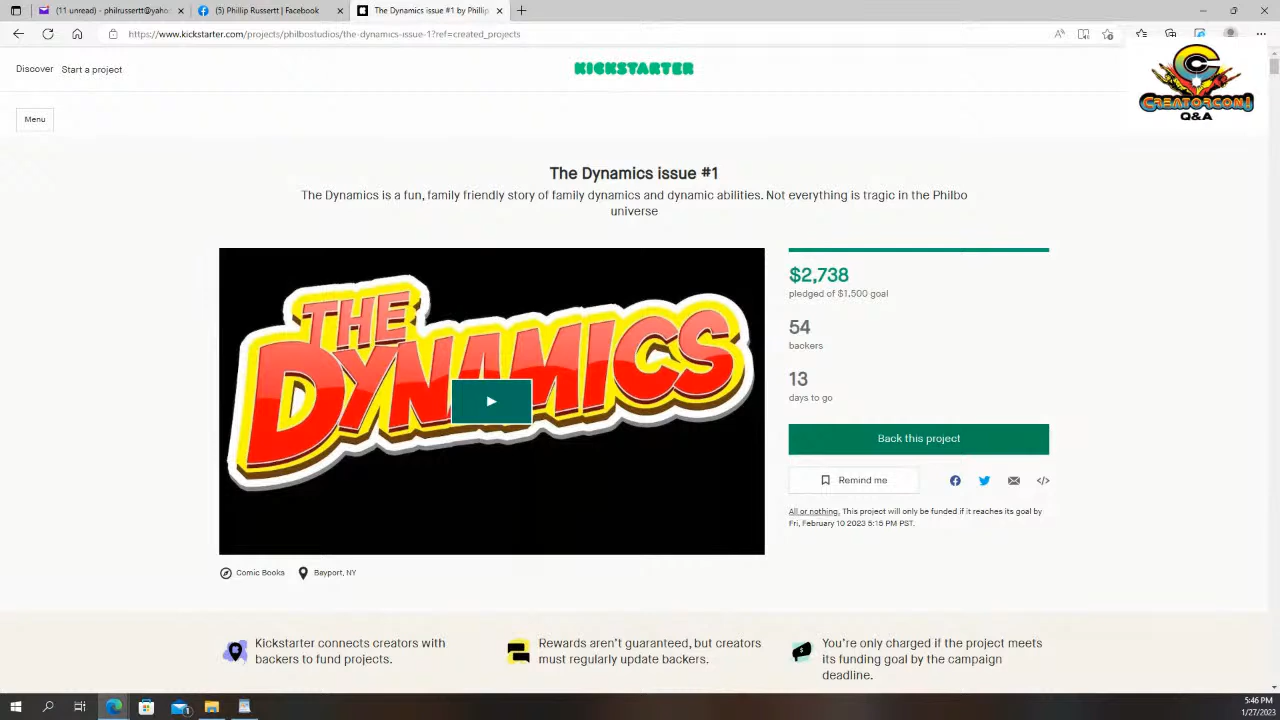 (11 unread) - philrussertt@yaho
(5) Philip Russertt | Facebook
The Dynamics issue #1 by Phillip
https://www.kickstarter.com/projects/philbostudios/the-dynamics-issue-1?ref=created_projects
Discover
Start a project
KICKSTARTER
C
CREATORCON!
Q&A
Menu
The Dynamics issue #1
The Dynamics is a fun, family friendly story of family dynamics and dynamic abilities. Not everything is tragic in the Philbo
universe
THE
DYNAMICS
$2,738
pledged of $1,500 goal
54
backers
13
days to go
Back this project
Remind me
All or nothing. This project will only be funded if it reaches its goal by
Fri, February 10 2023 5:15 PM PST.
Comic Books
Bayport, NY
Kickstarter connects creators with
backers to fund projects.
Rewards aren't guaranteed, but creators
must regularly update backers.
You're only charged if the project meets
its funding goal by the campaign
deadline.
5:46 PM
1/27/2023